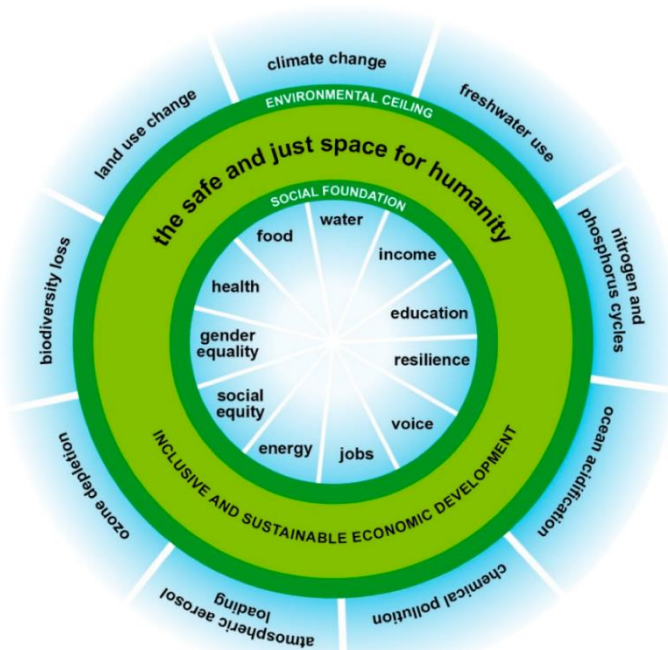 climate change
freshwater use
nitrogen and
phosphorus cycles
ocean acidification
chemical pollution
atmospheric aerosol
loading
ozone depletion
biodiversity loss
land use change
ENVIRONMENTAL CEILING
the safe and just space for humanity
SOCIAL FOUNDATION
water
income
education
resilience
voice
jobs
energy
social
equity
gender
equality
health
food
INCLUSIVE AND SUSTAINABLE ECONOMIC DEVELOPMENT